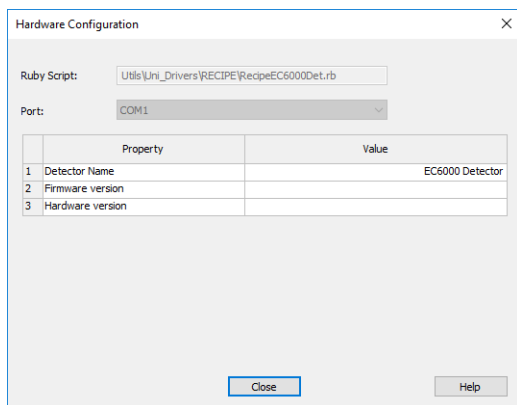 Hardware Configuration
Ruby Script: Utils\Uni_Drivers\RECIPE\RecipeEC6000Det.rb
Port: COM1
Property Value
1 Detector Name EC6000 Detector
2 Firmware version
3 Hardware version
Close Help